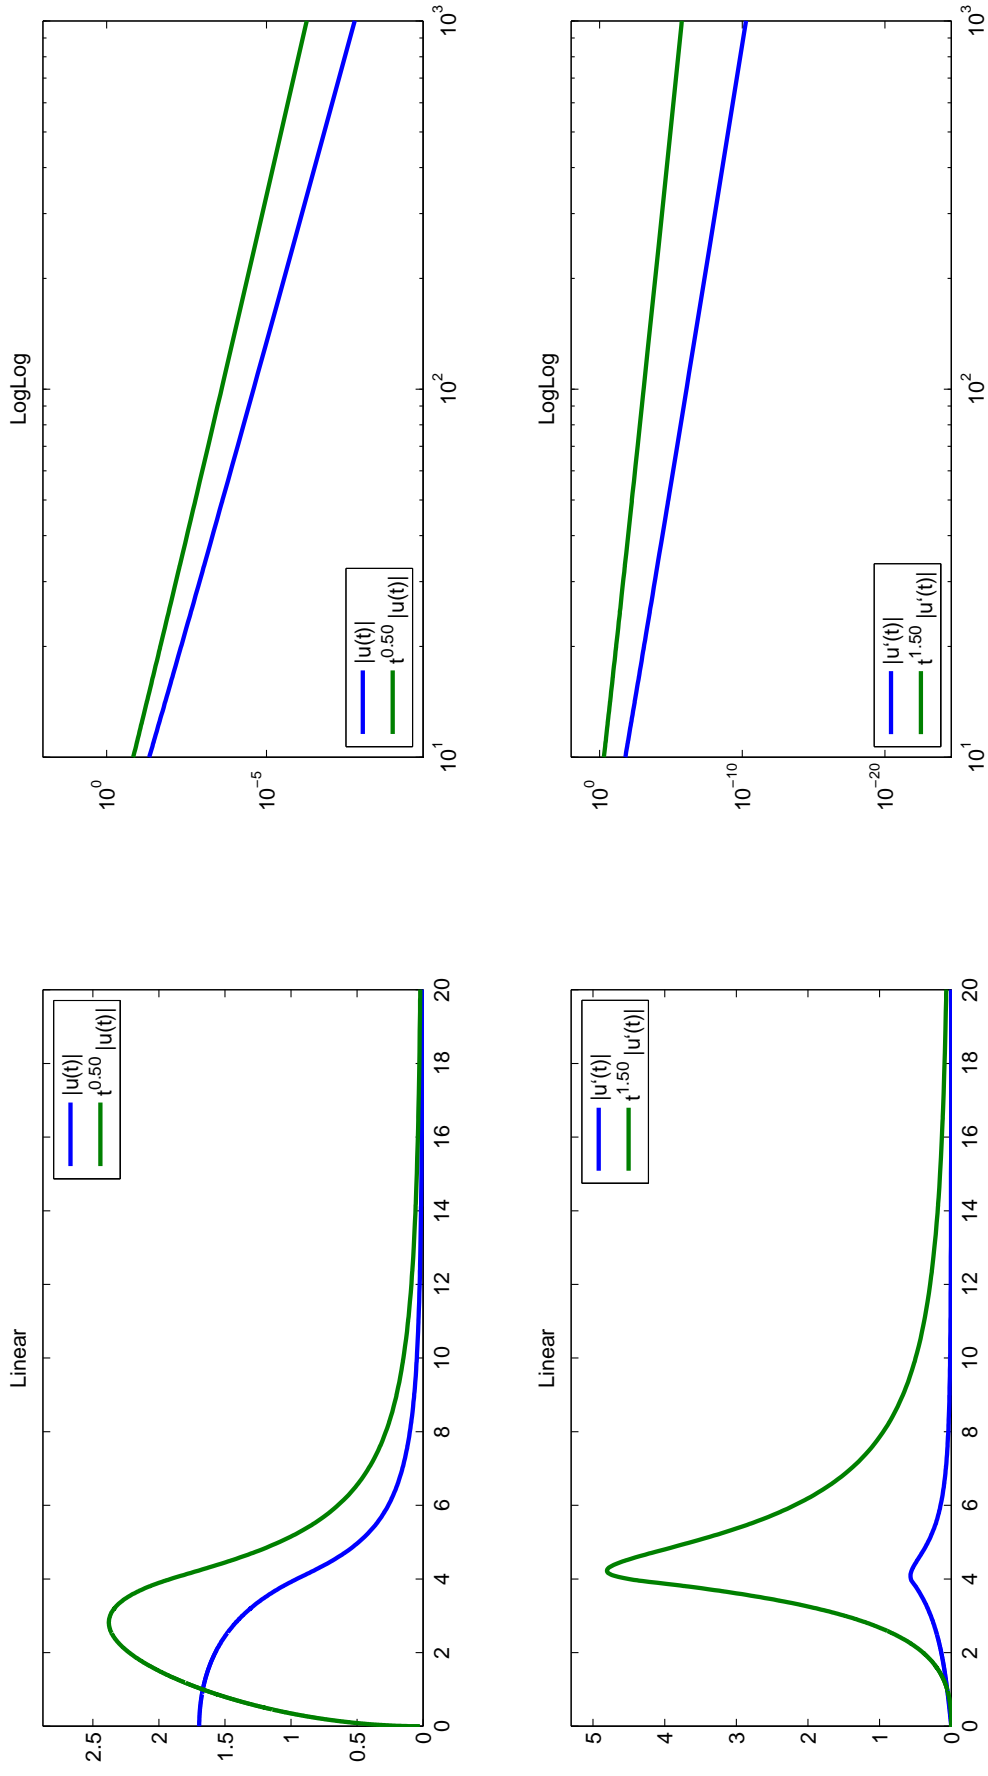 Linear
2.5
2
1.5
1
0.5
0
0 2 4 6 8 10 12 14 16 18 20
|u(t)|
t^0.50 |u(t)|
LogLog
10^0
10^−5
10^1 10^2 10^3
|u(t)|
t^0.50 |u(t)|
Linear
5
4
3
2
1
0
0 2 4 6 8 10 12 14 16 18 20
|u‘(t)|
t^1.50 |u‘(t)|
LogLog
10^0
10^−10
10^−20
10^1 10^2 10^3
|u‘(t)|
t^1.50 |u‘(t)|